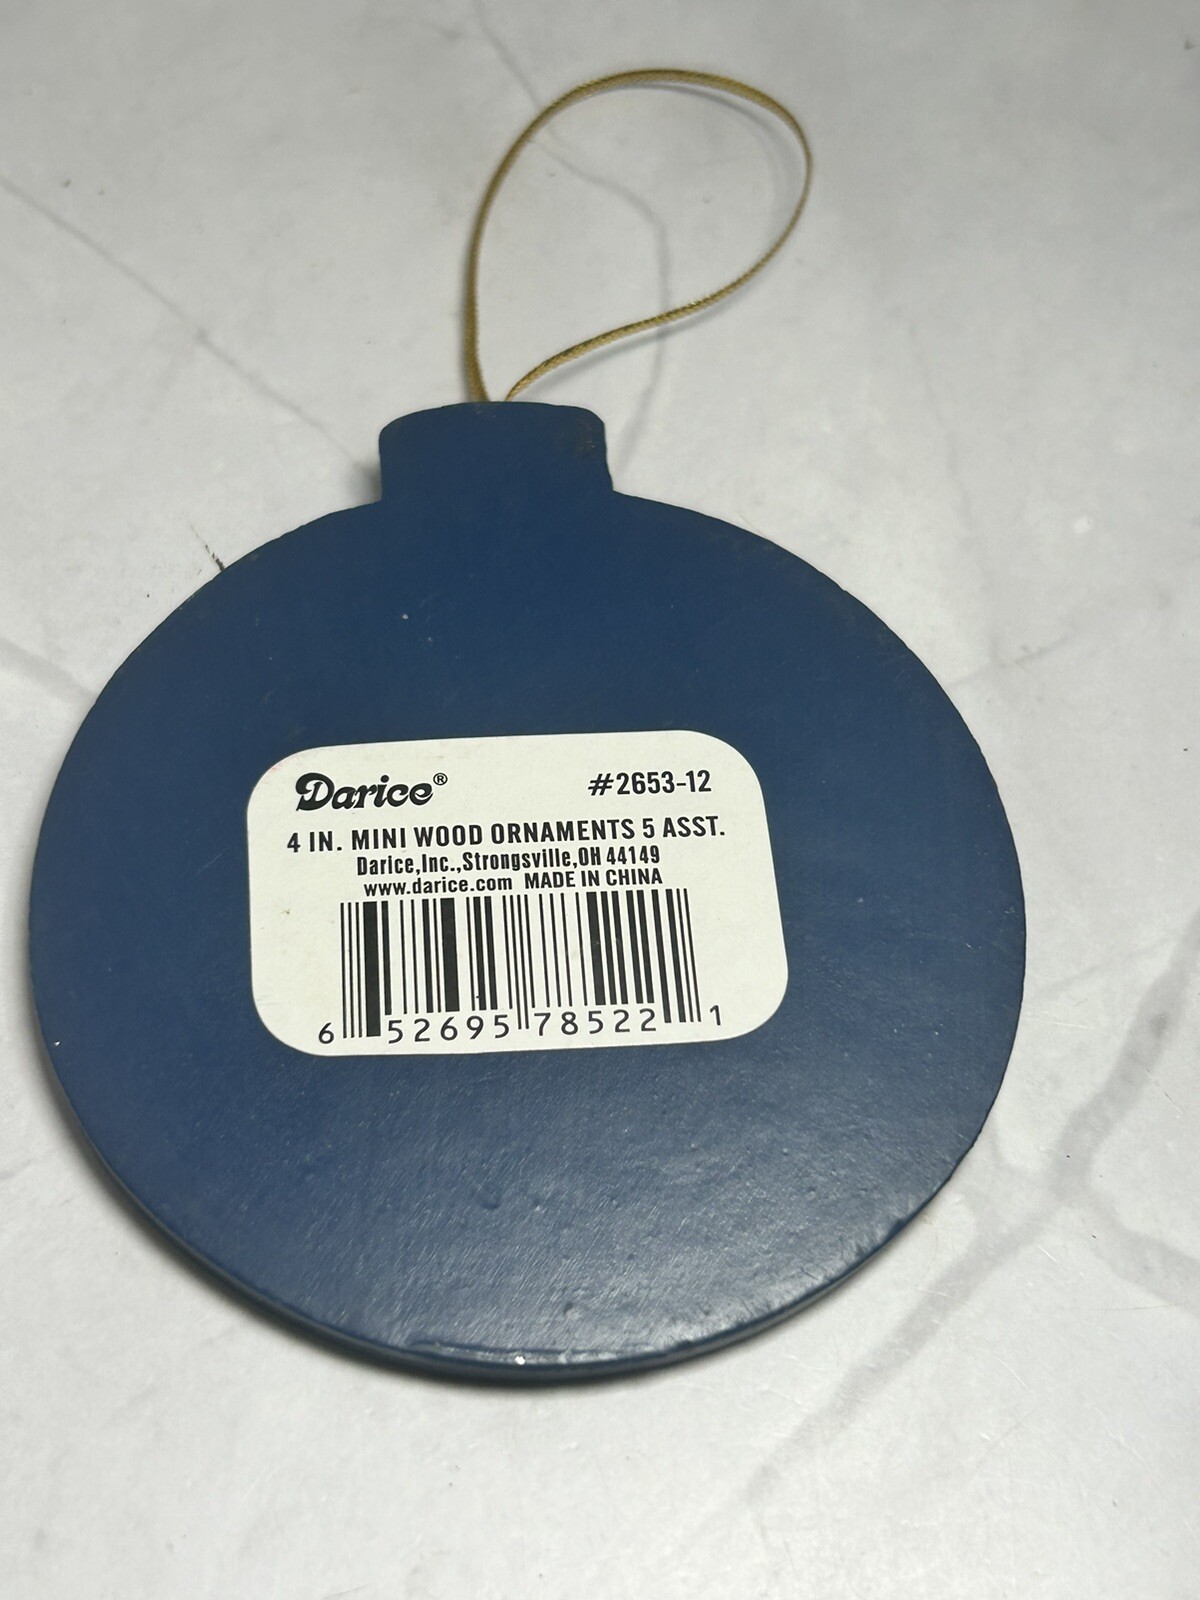 Darice® #2653-12
4 IN. MINI WOOD ORNAMENTS 5 ASST.
Darice,Inc.,Strongsville,OH 44149
www.darice.com MADE IN CHINA
6 52695 78522 1